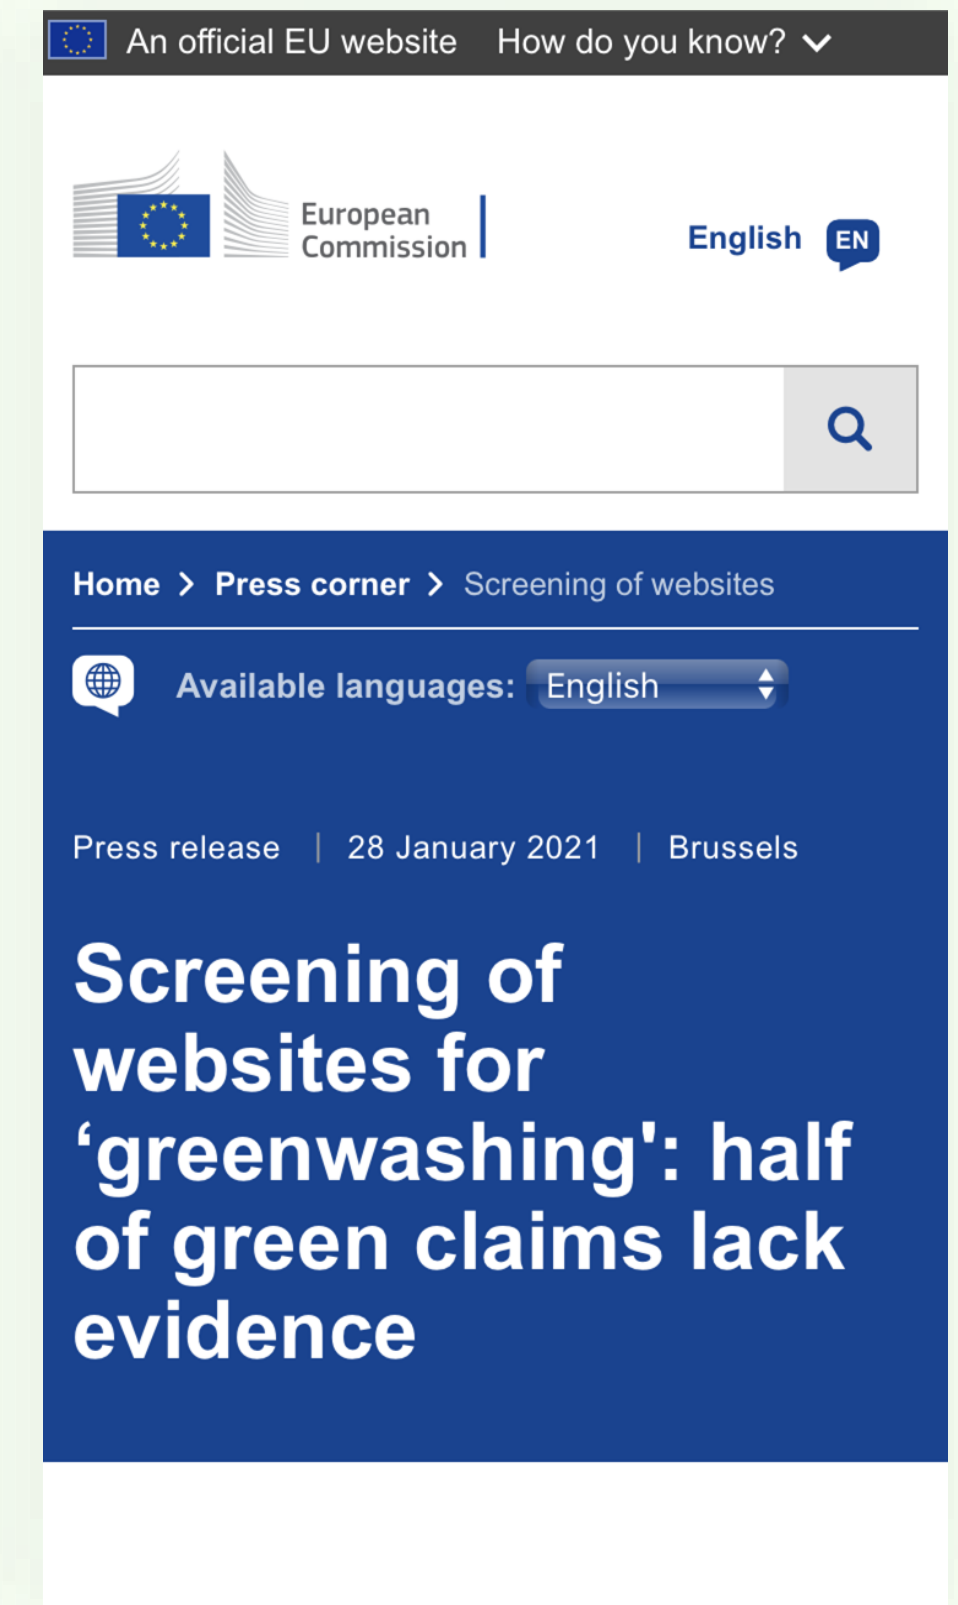 An official EU website How do you know?
European
Commission
English EN
Home > Press corner > Screening of websites
Available languages: English
Press release | 28 January 2021 | Brussels
Screening of
websites for
‘greenwashing': half
of green claims lack
evidence